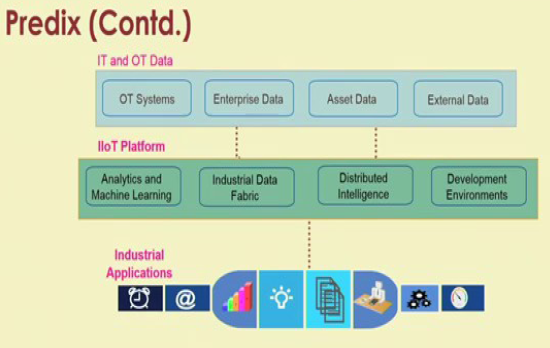 Predix (Contd.)
IT and OT Data
OT Systems
Enterprise Data
Asset Data
External Data
IIoT Platform
Analytics and
Machine Learning
Industrial Data
Fabric
Distributed
Intelligence
Development
Environments
Industrial
Applications
@